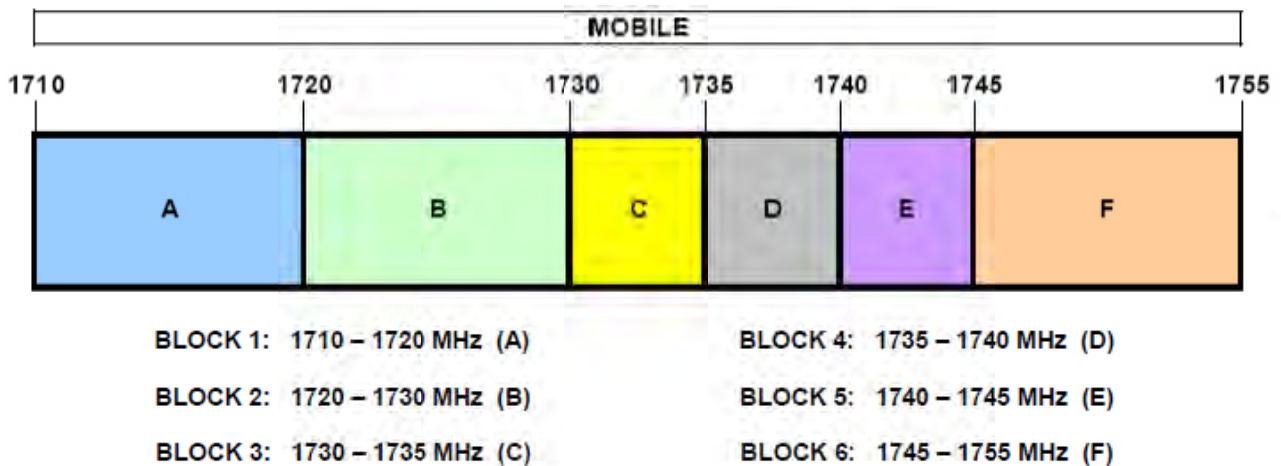 MOBILE
1710 1720 1730 1735 1740 1745 1755
A B C D E F
BLOCK 1: 1710 – 1720 MHz (A) BLOCK 4: 1735 – 1740 MHz (D)
BLOCK 2: 1720 – 1730 MHz (B) BLOCK 5: 1740 – 1745 MHz (E)
BLOCK 3: 1730 – 1735 MHz (C) BLOCK 6: 1745 – 1755 MHz (F)